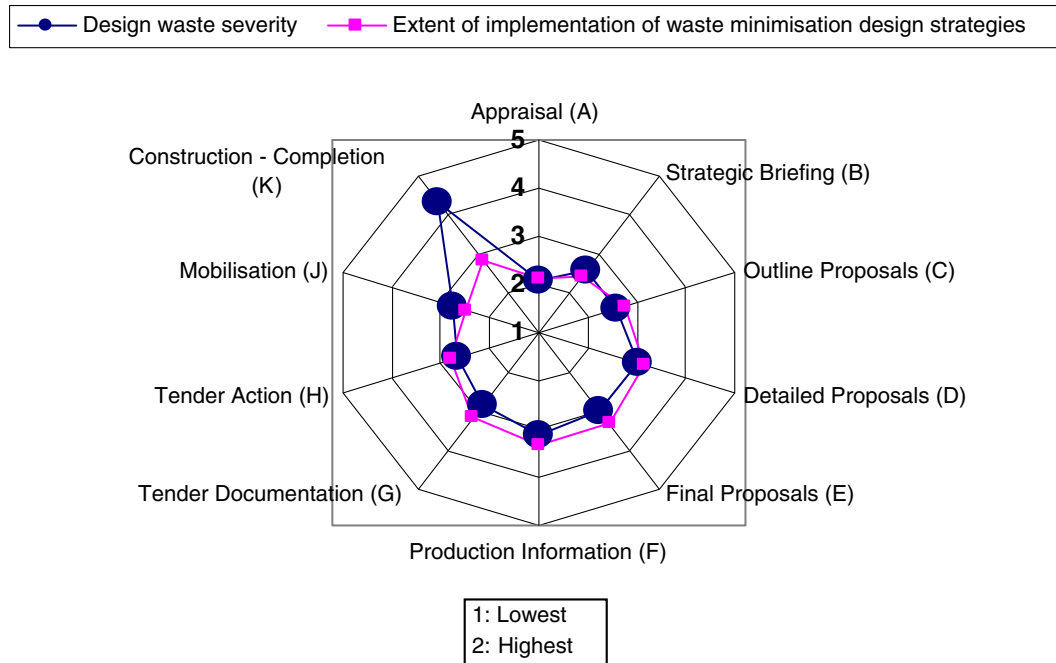 Design waste severity
Extent of implementation of waste minimisation design strategies
Appraisal (A)
5
Construction - Completion
(K)
Strategic Briefing (B)
4
3
Mobilisation (J)
Outline Proposals (C)
2
1
Tender Action (H)
Detailed Proposals (D)
Tender Documentation (G)
Final Proposals (E)
Production Information (F)
1: Lowest
2: Highest